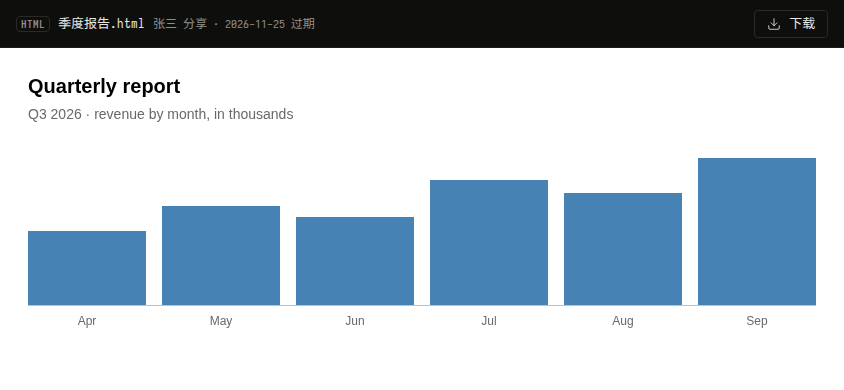 HTML 季度报告.html 张三 分享 · 2026-11-25 过期 下载
Quarterly report
Q3 2026 · revenue by month, in thousands
Apr May Jun Jul Aug Sep